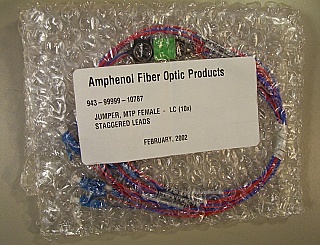 Amphenol Fiber Optic Products
943-99999-10767
JUMPER, MTP FEMALE - LC (10x)
STAGGERED LEADS
FEBRUARY, 2002